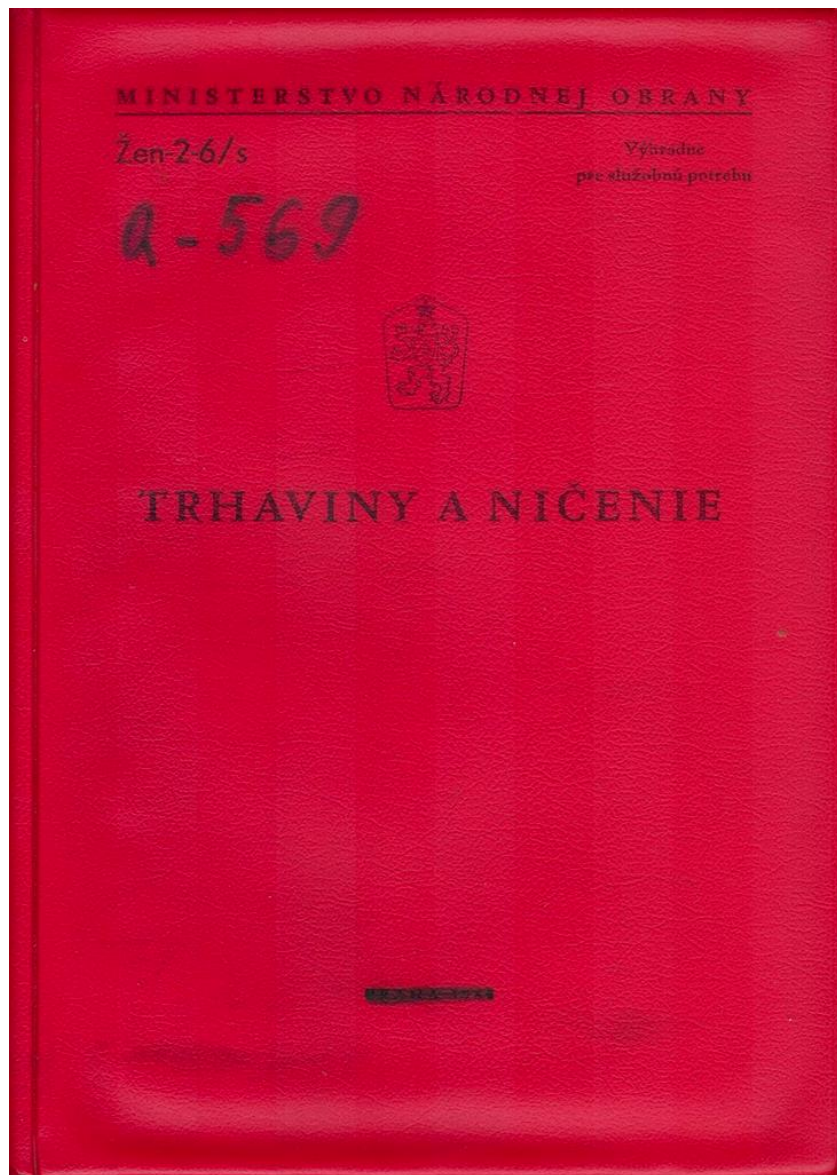 MINISTERSTVO NÁRODNEJ OBRANY
Žen-2-6/s
Výhradne
pre služobnú potrebu
a-569
TRHAVINY A NIČENIE